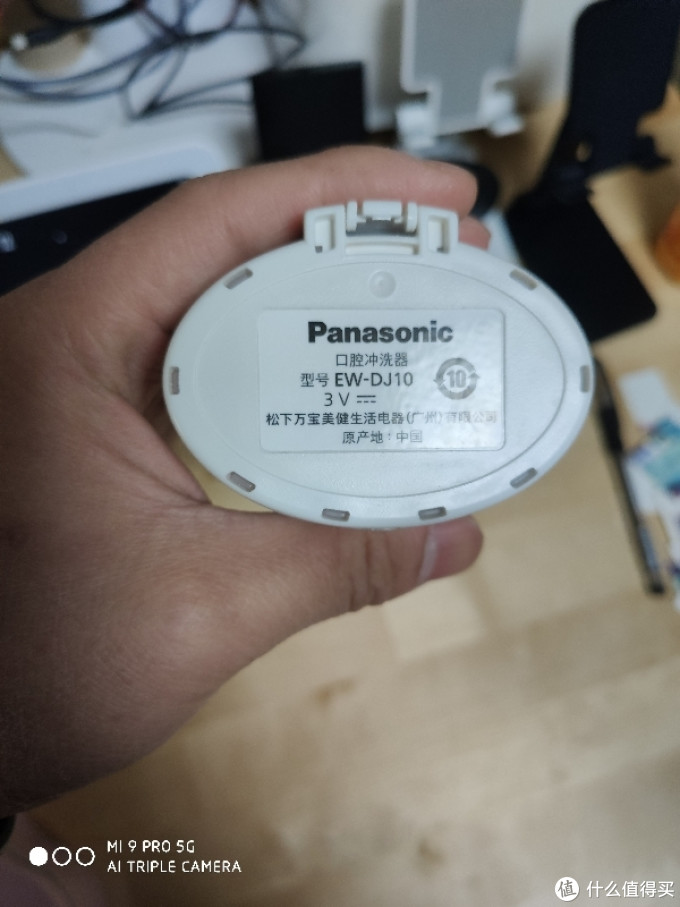 Panasonic
口腔冲洗器
型号 EW-DJ10
10
3 V
松下万宝美健生活电器(广州)有限公司
原产地：中国
MI 9 PRO 5G
AI TRIPLE CAMERA
值 什么值得买